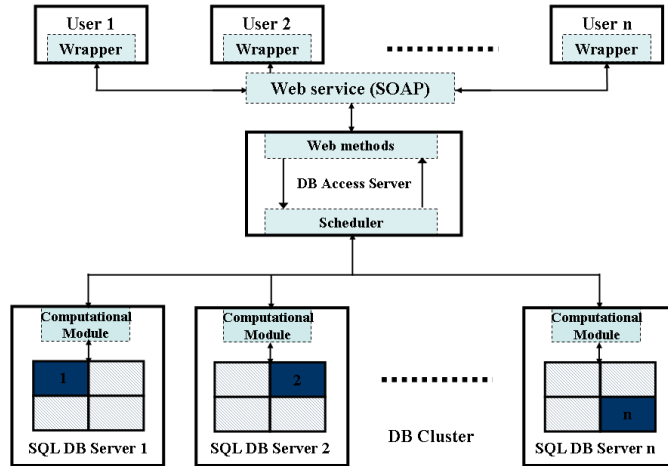 User 1
User 2
User n
Wrapper
Wrapper
Wrapper
Web service (SOAP)
Web methods
DB Access Server
Scheduler
Computational
Module
Computational
Module
Computational
Module
1
2
n
DB Cluster
SQL DB Server 1
SQL DB Server 2
SQL DB Server n